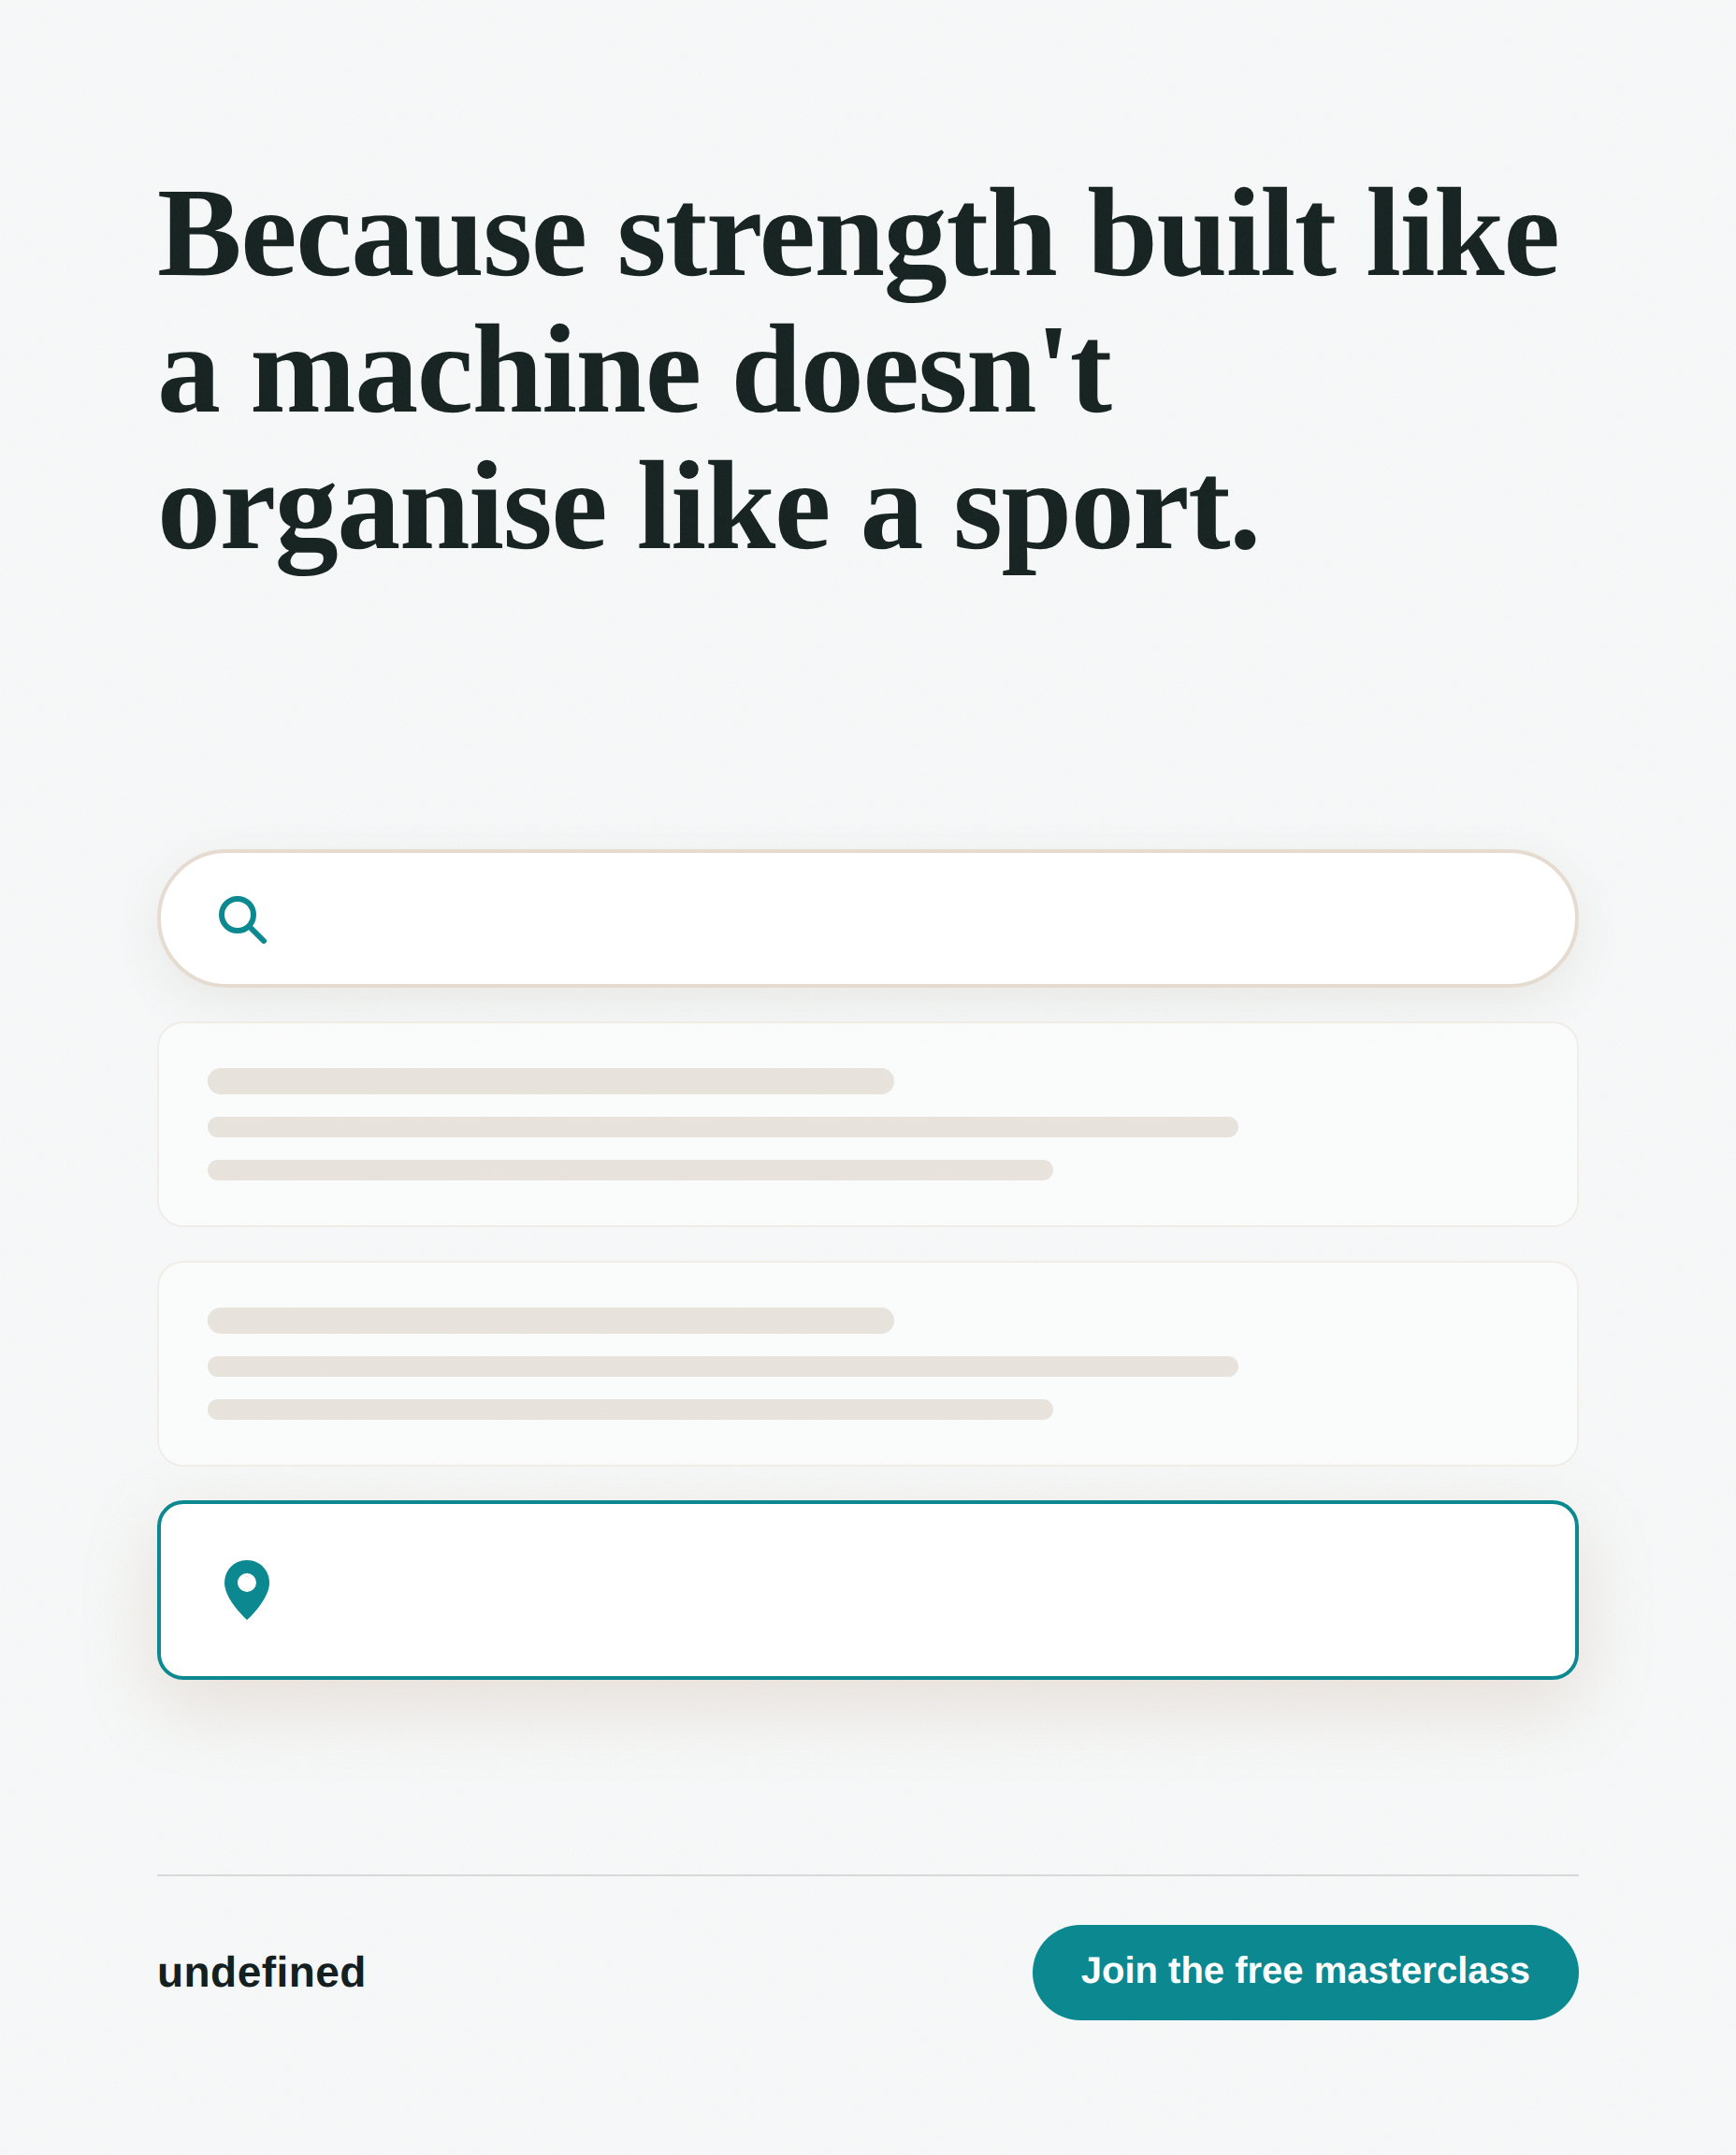 Because strength built like
a machine doesn't
organise like a sport.
undefined
Join the free masterclass